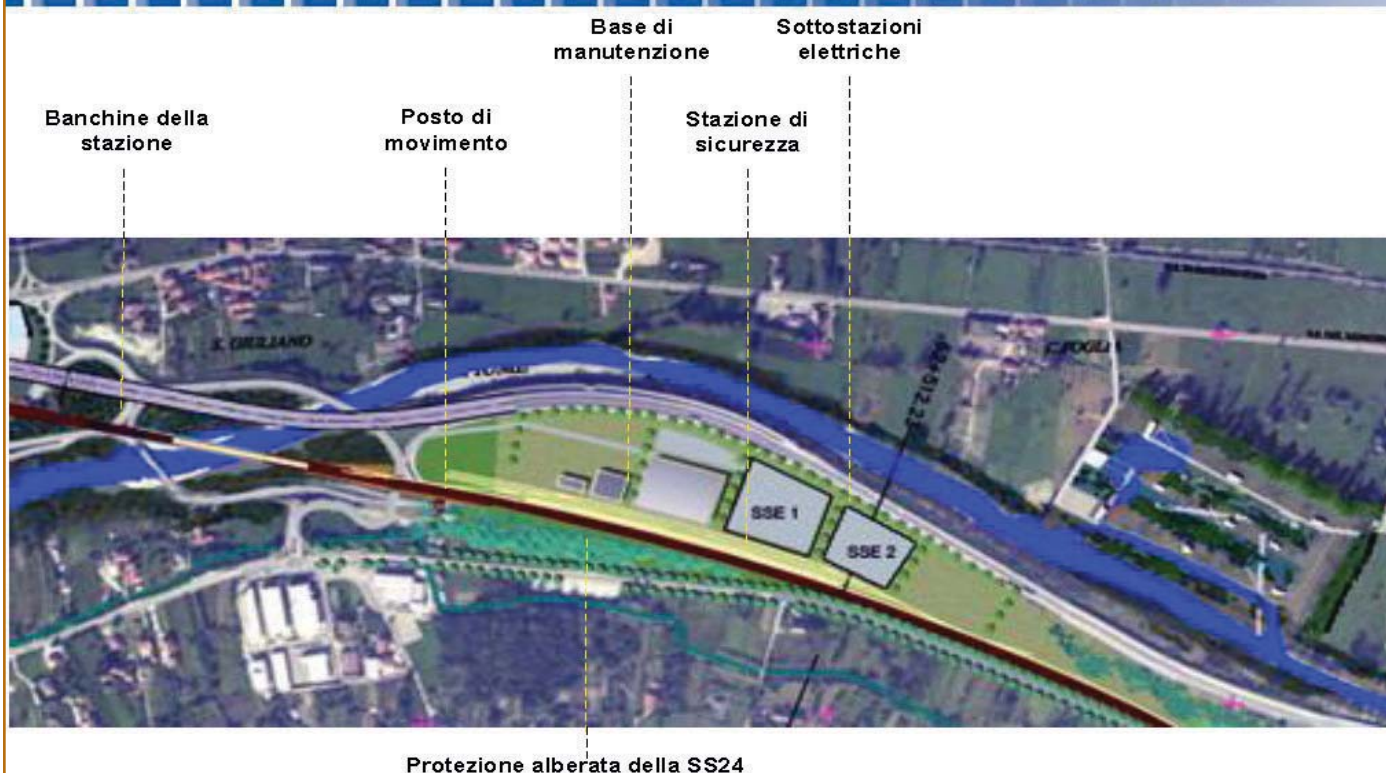 Base di
manutenzione
Sottostazioni
elettriche
Banchine della
stazione
Posto di
movimento
Stazione di
sicurezza
S. GIULIANO
C. FOGLIA
SSE 1
SSE 2
Protezione alberata della SS24